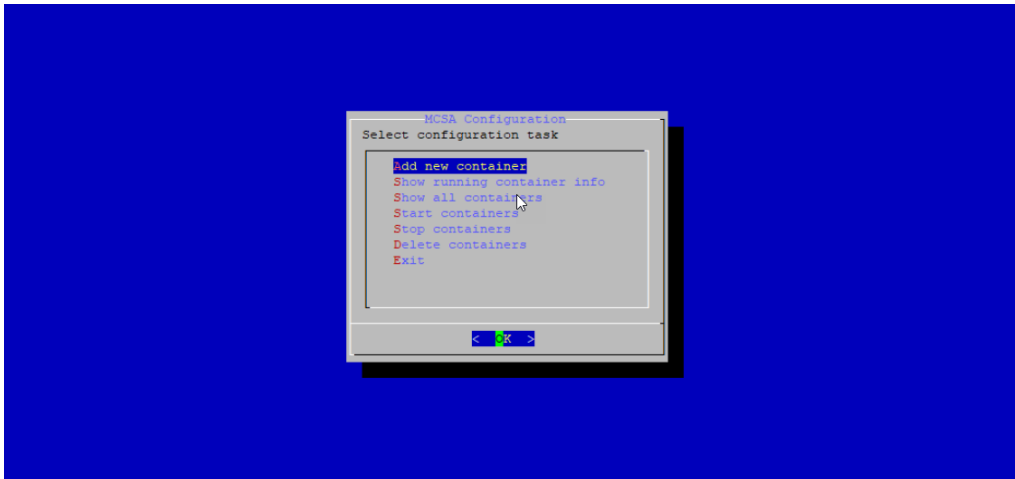 MCSA Configuration
Select configuration task
Add new container
Show running container info
Show all containers
Start containers
Stop containers
Delete containers
Exit
< OK >